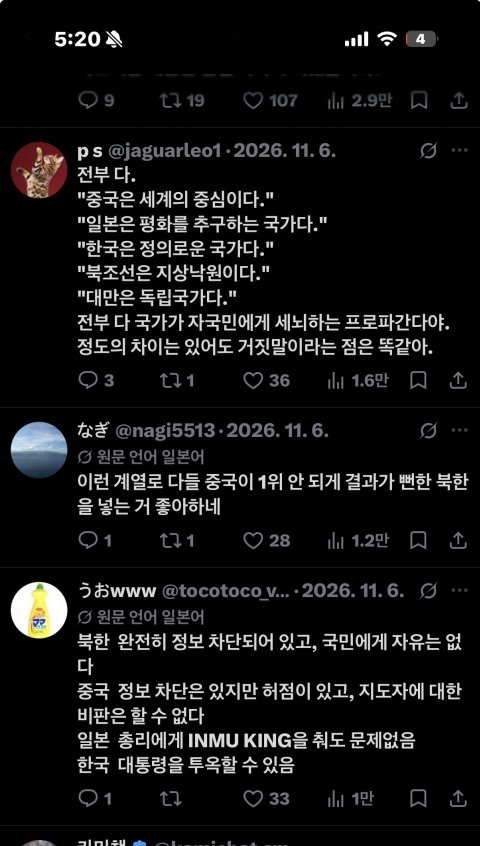 5:20
4
9 19 107 2.9만
p s @jaguarleo1 · 2026. 11. 6.
전부 다.
"중국은 세계의 중심이다."
"일본은 평화를 추구하는 국가다."
"한국은 정의로운 국가다."
"북조선은 지상낙원이다."
"대만은 독립국가다."
전부 다 국가가 자국민에게 세뇌하는 프로파간다야.
정도의 차이는 있어도 거짓말이라는 점은 똑같아.
3 1 36 1.6만
なぎ @nagi5513 · 2026. 11. 6.
원문 언어 일본어
이런 계열로 다들 중국이 1위 안 되게 결과가 뻔한 북한
을 넣는 거 좋아하네
1 1 28 1.2만
うおwww @tocotoco_v... · 2026. 11. 6.
원문 언어 일본어
북한 완전히 정보 차단되어 있고, 국민에게 자유는 없
다
중국 정보 차단은 있지만 허점이 있고, 지도자에 대한
비판은 할 수 없다
일본 총리에게 INMU KING을 춰도 문제없음
한국 대통령을 투옥할 수 있음
1 33 1만